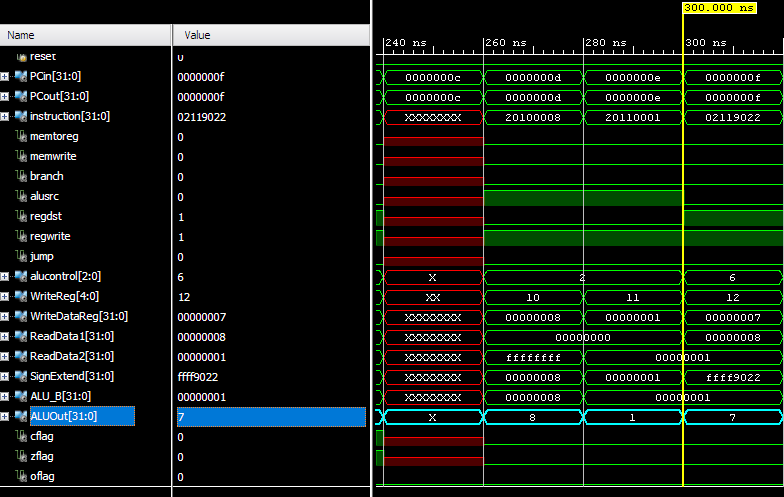 300.000 ns
Name Value 240 ns 260 ns 280 ns 300 ns
reset 0
PCin[31:0] 0000000f 0000000c 0000000d 0000000e 0000000f
PCout[31:0] 0000000f 0000000c 0000000d 0000000e 0000000f
instruction[31:0] 02119022 XXXXXXXX 20100008 20110001 02119022
memtoreg 0
memwrite 0
branch 0
alusrc 0
regdst 1
regwrite 1
jump 0
alucontrol[2:0] 6 X 2 6
WriteReg[4:0] 12 XX 10 11 12
WriteDataReg[31:0] 00000007 XXXXXXXX 00000008 00000001 00000007
ReadData1[31:0] 00000008 XXXXXXXX 00000000 00000008
ReadData2[31:0] 00000001 XXXXXXXX ffffffff 00000001
SignExtend[31:0] ffff9022 XXXXXXXX 00000008 00000001 ffff9022
ALU_B[31:0] 00000001 XXXXXXXX 00000008 00000001
ALUOut[31:0] 7 X 8 1 7
cflag 0
zflag 0
oflag 0